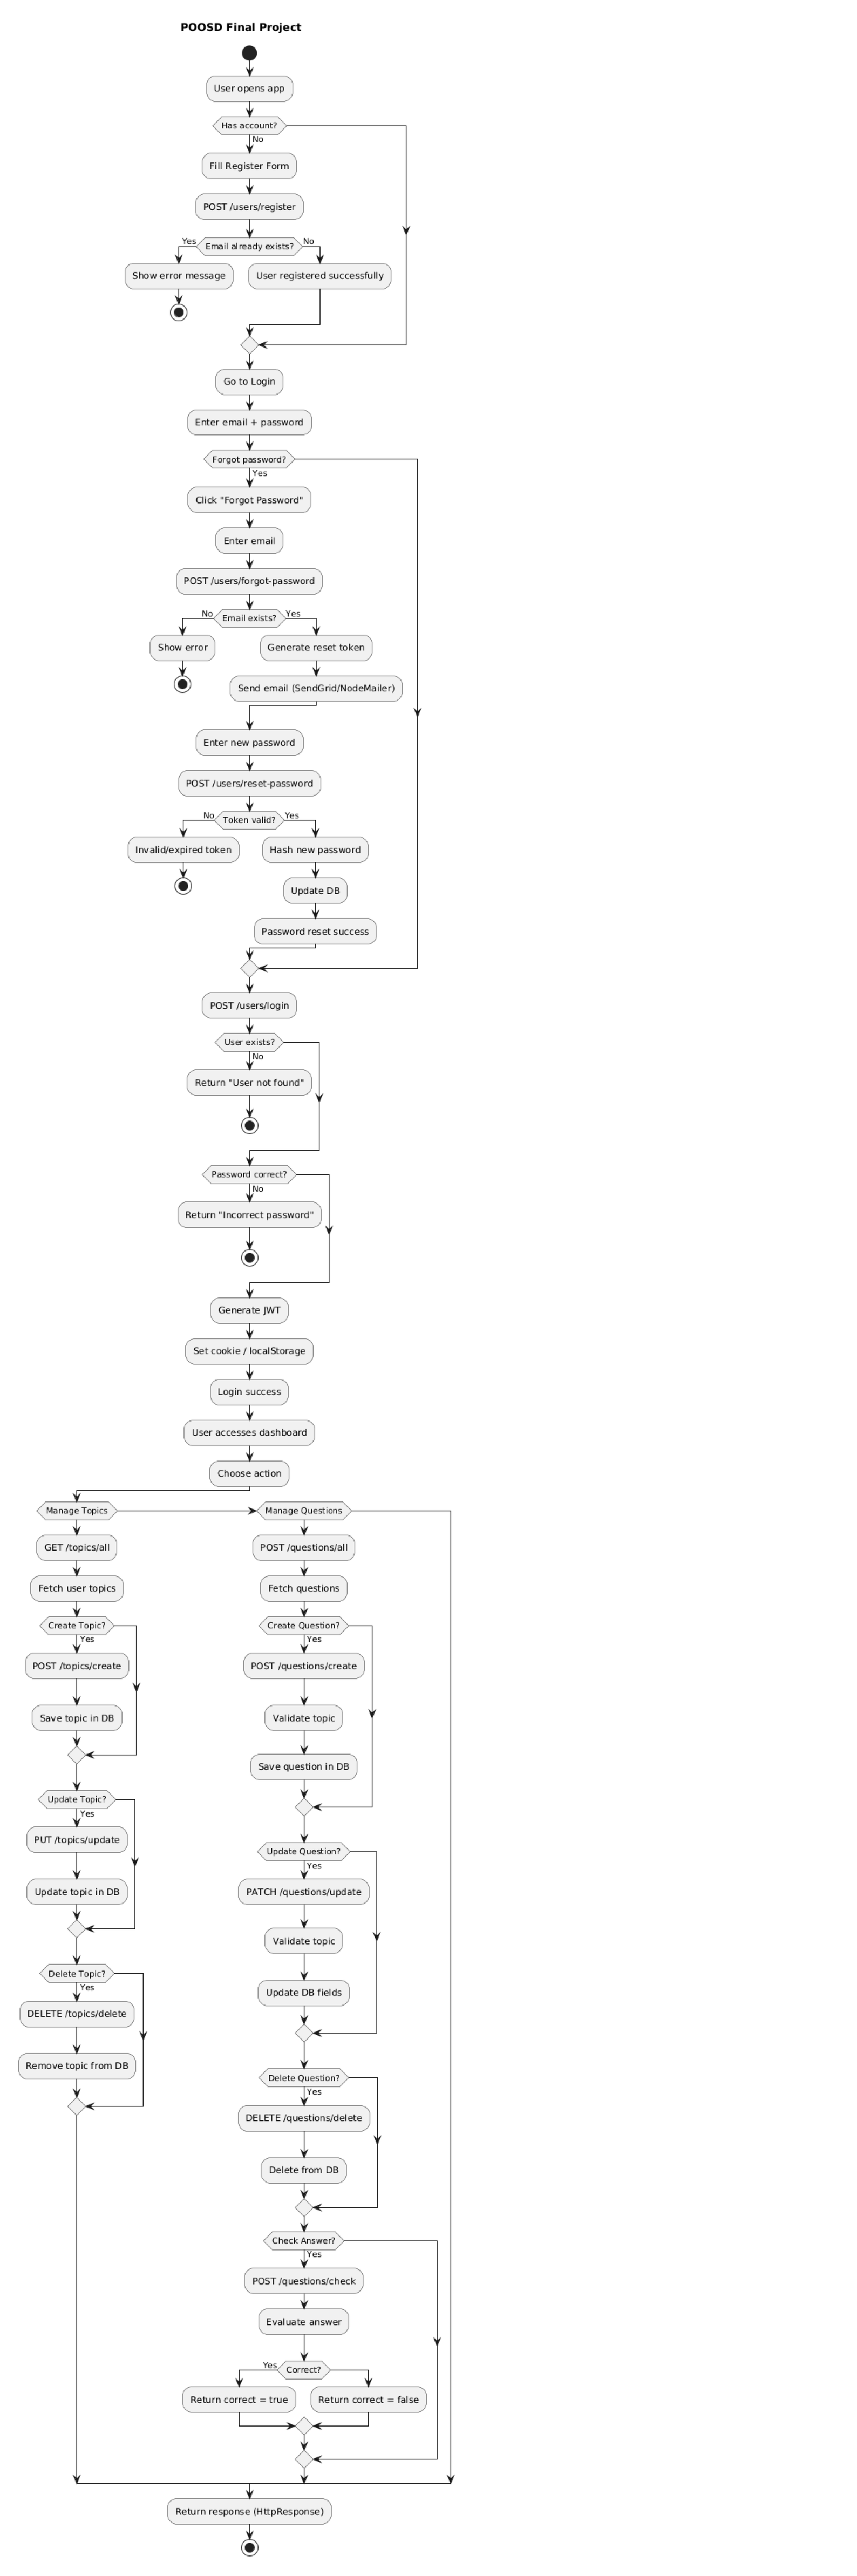 POOSD Final Project
User opens app
Has account?
No
Fill Register Form
POST /users/register
Yes
Email already exists?
No
Show error message
User registered successfully
Go to Login
Enter email + password
Forgot password?
Yes
Click "Forgot Password"
Enter email
POST /users/forgot-password
No
Email exists?
Yes
Show error
Generate reset token
Send email (SendGrid/NodeMailer)
Enter new password
POST /users/reset-password
No
Token valid?
Yes
Invalid/expired token
Hash new password
Update DB
Password reset success
POST /users/login
User exists?
No
Return "User not found"
Password correct?
No
Return "Incorrect password"
Generate JWT
Set cookie / localStorage
Login success
User accesses dashboard
Choose action
Manage Topics
GET /topics/all
Fetch user topics
Create Topic?
Yes
POST /topics/create
Save topic in DB
Update Topic?
Yes
PUT /topics/update
Update topic in DB
Delete Topic?
Yes
DELETE /topics/delete
Remove topic from DB
Manage Questions
POST /questions/all
Fetch questions
Create Question?
Yes
POST /questions/create
Validate topic
Save question in DB
Update Question?
Yes
PATCH /questions/update
Validate topic
Update DB fields
Delete Question?
Yes
DELETE /questions/delete
Delete from DB
Check Answer?
Yes
POST /questions/check
Evaluate answer
Yes
Correct?
Return correct = true
Return correct = false
Return response (HttpResponse)